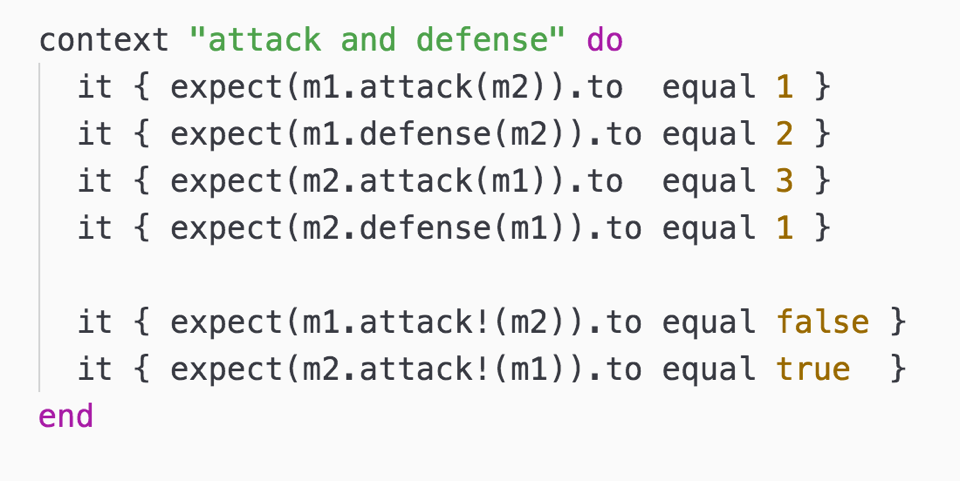 context "attack and defense" do
  it { expect(m1.attack(m2)).to  equal 1 }
  it { expect(m1.defense(m2)).to equal 2 }
  it { expect(m2.attack(m1)).to  equal 3 }
  it { expect(m2.defense(m1)).to equal 1 }

  it { expect(m1.attack!(m2)).to equal false }
  it { expect(m2.attack!(m1)).to equal true  }
end